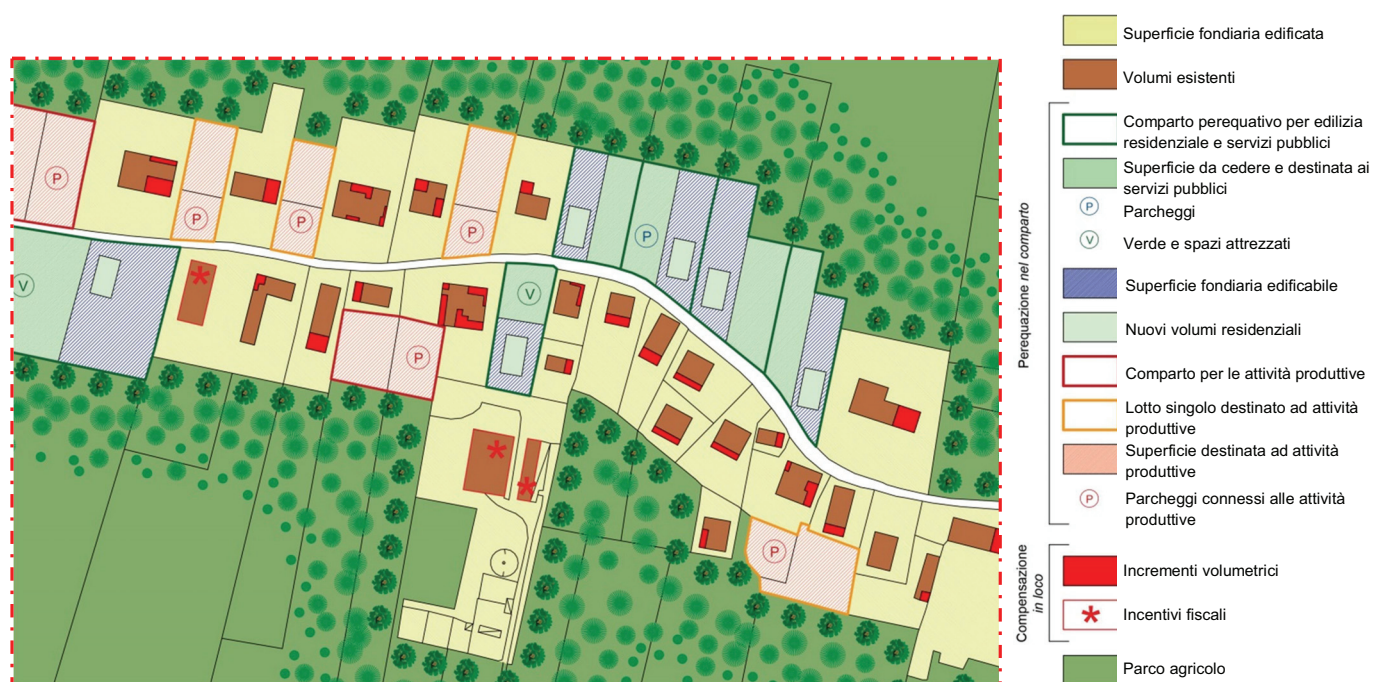 Superficie fondiaria edificata
Volumi esistenti
Perequazione nel comparto
Comparto perequativo per edilizia
residenziale e servizi pubblici
Superficie da cedere e destinata ai
servizi pubblici
P
Parcheggi
V
Verde e spazi attrezzati
Superficie fondiaria edificabile
Nuovi volumi residenziali
Comparto per le attività produttive
Lotto singolo destinato ad attività
produttive
Superficie destinata ad attività
produttive
P
Parcheggi connessi alle attività
produttive
Compensazione
in loco
Incrementi volumetrici
Incentivi fiscali
Parco agricolo
P
P
P
P
P
V
V
P
P